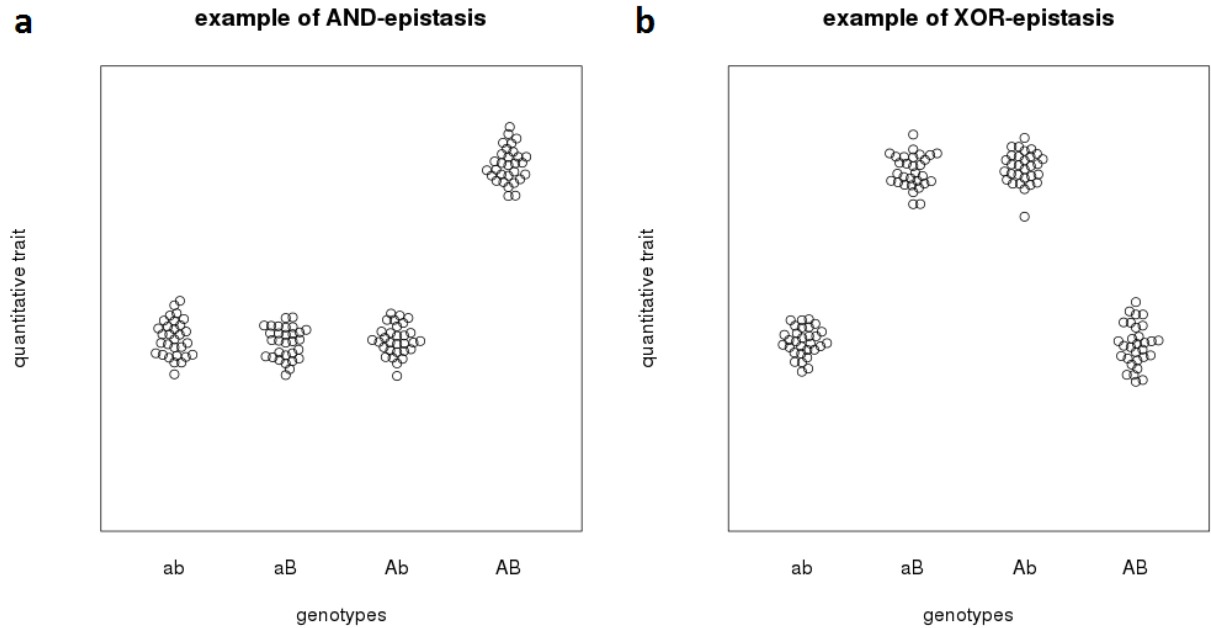 a
example of AND-epistasis
quantitative trait
ab aB Ab AB
genotypes
b
example of XOR-epistasis
quantitative trait
ab aB Ab AB
genotypes